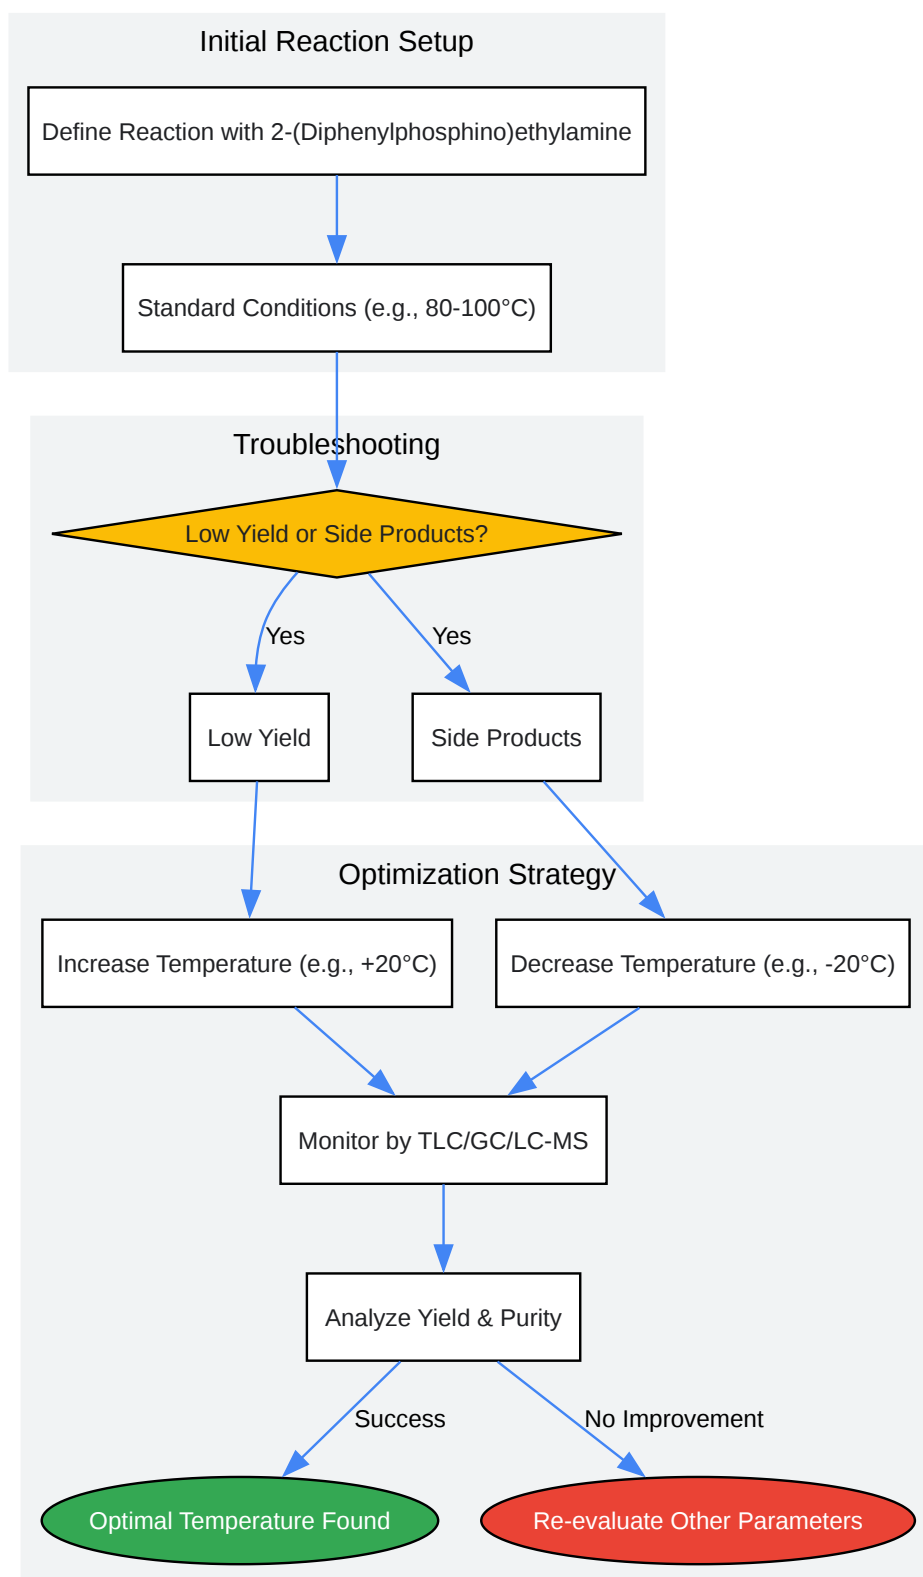 Initial Reaction Setup
Define Reaction with 2-(Diphenylphosphino)ethylamine
Standard Conditions (e.g., 80-100°C)
Troubleshooting
Low Yield or Side Products?
Yes
Yes
Low Yield
Side Products
Optimization Strategy
Increase Temperature (e.g., +20°C)
Decrease Temperature (e.g., -20°C)
Monitor by TLC/GC/LC-MS
Analyze Yield & Purity
Success
No Improvement
Optimal Temperature Found
Re-evaluate Other Parameters